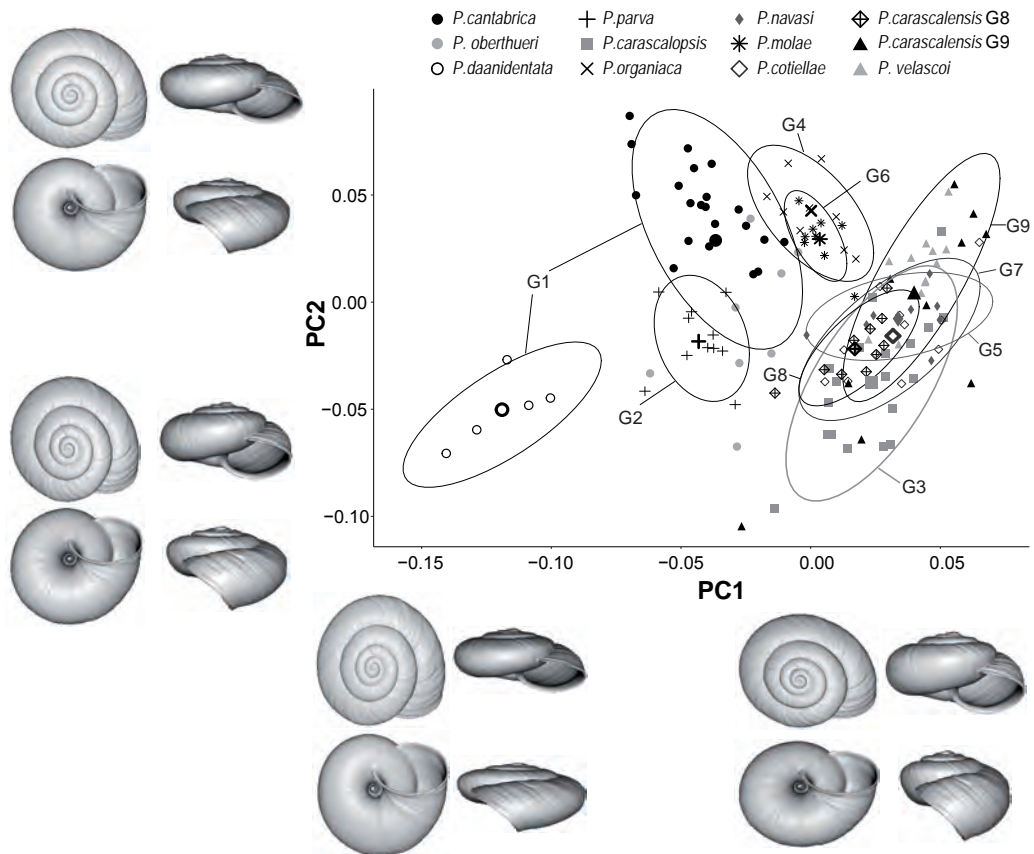 P.cantabrica P.parva P.navasi P.carascalensis G8
P. oberthueri P.carascalopsis P.molae P.carascalensis G9
P.daanidentata P.organiaca P.cotiellae P. velascoi
G4
G6
G9
G7
G1
G5
G8
G2
G3
PC2
0.05
0.00
−0.05
−0.10
−0.15 −0.10 −0.05 0.00 0.05
PC1